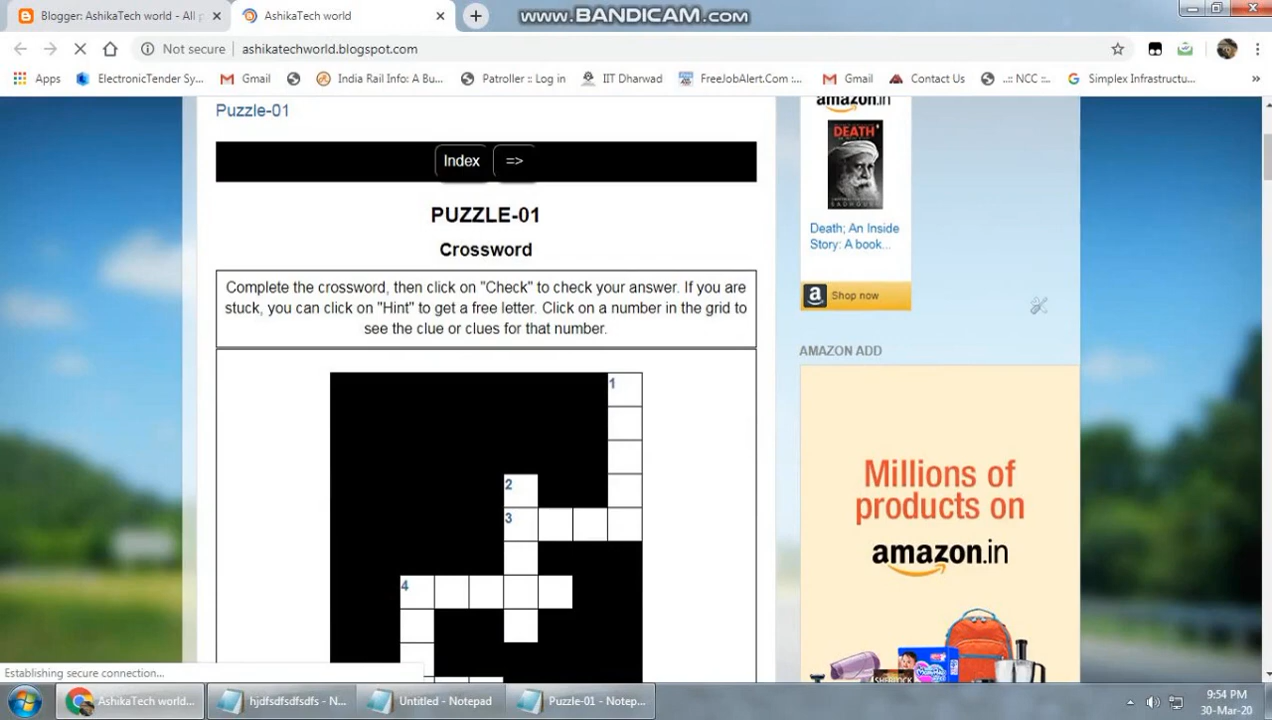 Blogger: AshikaTech world - All p
AshikaTech world
www.BANDICAM.com
Not secure
ashikatechworld.blogspot.com
Apps
ElectronicTender Sy...
Gmail
India Rail Info: A Bu...
Patroller :: Log in
IIT Dharwad
FreeJobAlert.Com :...
Gmail
Contact Us
..:: NCC ::..
Simplex Infrastructu...
»
Puzzle-01
Index
=>
PUZZLE-01
Crossword
Complete the crossword, then click on "Check" to check your answer. If you are
stuck, you can click on "Hint" to get a free letter. Click on a number in the grid to
see the clue or clues for that number.
1
2
3
4
amazon.in
DEATH
SADHGURU
Death; An Inside
Story: A book...
a
Shop now
AMAZON ADD
Millions of
products on
amazon.in
Establishing secure connection...
AshikaTech world...
hjdfsdfsdfsdfs - N...
Untitled - Notepad
Puzzle-01 - Notep...
9:54 PM
30-Mar-20